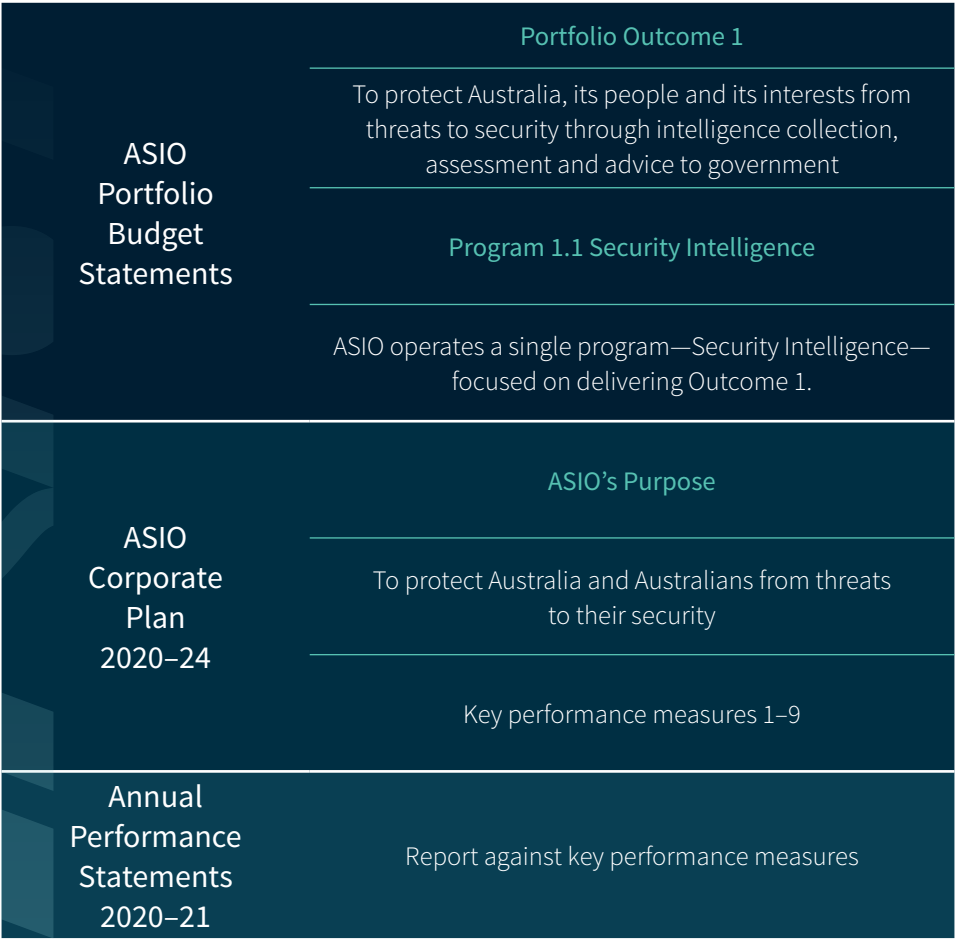 ASIO
Portfolio
Budget
Statements
Portfolio Outcome 1
To protect Australia, its people and its interests from
threats to security through intelligence collection,
assessment and advice to government
Program 1.1 Security Intelligence
ASIO operates a single program—Security Intelligence—
focused on delivering Outcome 1.
ASIO
Corporate
Plan
2020–24
ASIO’s Purpose
To protect Australia and Australians from threats
to their security
Key performance measures 1–9
Annual
Performance
Statements
2020–21
Report against key performance measures